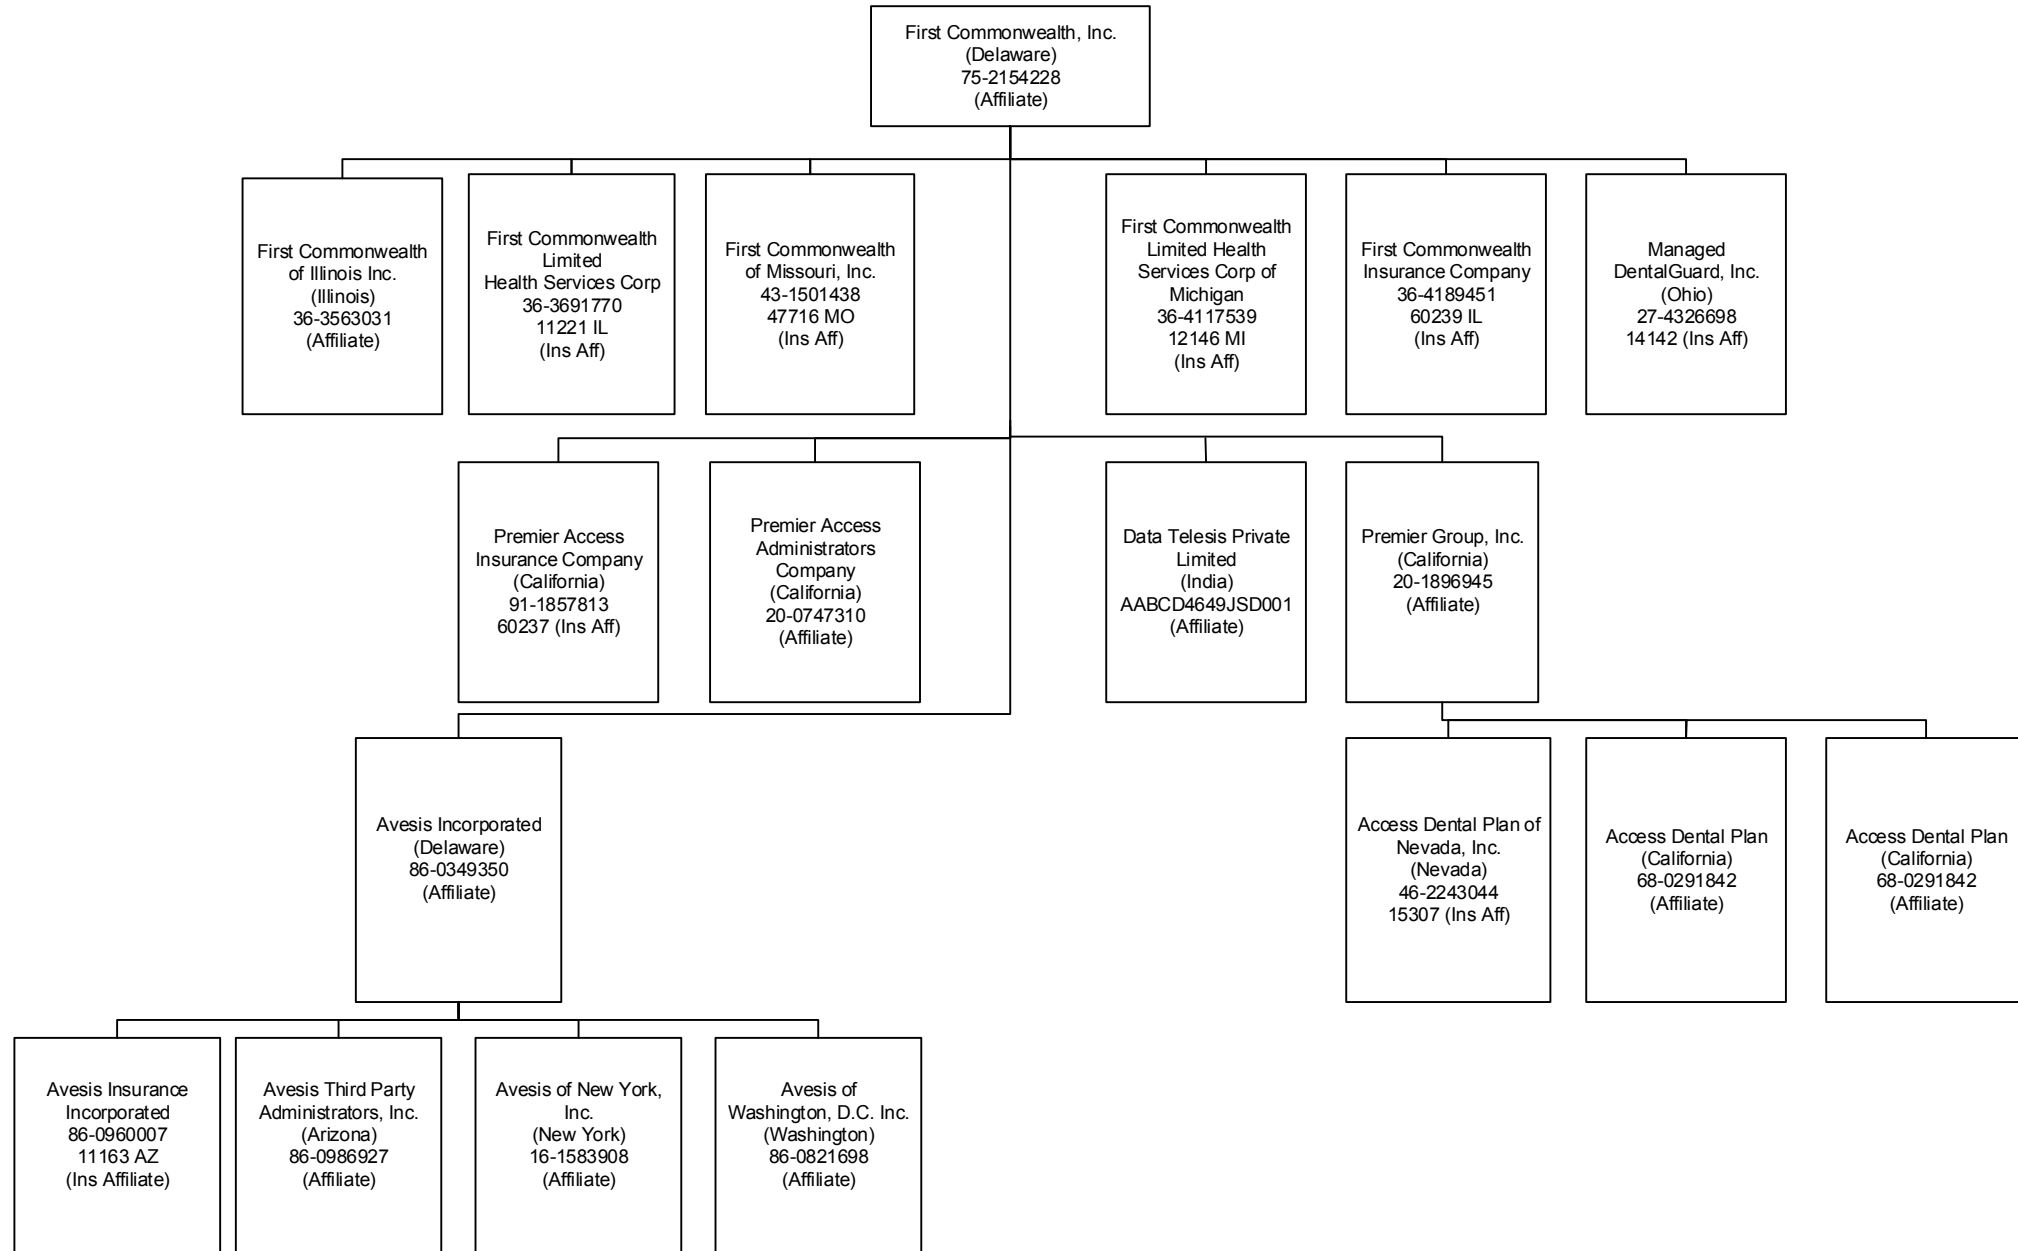 First Commonwealth, Inc.
(Delaware)
75-2154228
(Affiliate)
First Commonwealth
of Illinois Inc.
(Illinois)
36-3563031
(Affiliate)
First Commonwealth
Limited
Health Services Corp
36-3691770
11221 IL
(Ins Aff)
First Commonwealth
of Missouri, Inc.
43-1501438
47716 MO
(Ins Aff)
First Commonwealth
Limited Health
Services Corp of
Michigan
36-4117539
12146 MI
(Ins Aff)
First Commonwealth
Insurance Company
36-4189451
60239 IL
(Ins Aff)
Managed
DentalGuard, Inc.
(Ohio)
27-4326698
14142 (Ins Aff)
Premier Access
Insurance Company
(California)
91-1857813
60237 (Ins Aff)
Premier Access
Administrators
Company
(California)
20-0747310
(Affiliate)
Data Telesis Private
Limited
(India)
AABCD4649JSD001
(Affiliate)
Premier Group, Inc.
(California)
20-1896945
(Affiliate)
Avesis Incorporated
(Delaware)
86-0349350
(Affiliate)
Access Dental Plan of
Nevada, Inc.
(Nevada)
46-2243044
15307 (Ins Aff)
Access Dental Plan
(California)
68-0291842
(Affiliate)
Access Dental Plan
(California)
68-0291842
(Affiliate)
Avesis Insurance
Incorporated
86-0960007
11163 AZ
(Ins Affiliate)
Avesis Third Party
Administrators, Inc.
(Arizona)
86-0986927
(Affiliate)
Avesis of New York,
Inc.
(New York)
16-1583908
(Affiliate)
Avesis of
Washington, D.C. Inc.
(Washington)
86-0821698
(Affiliate)